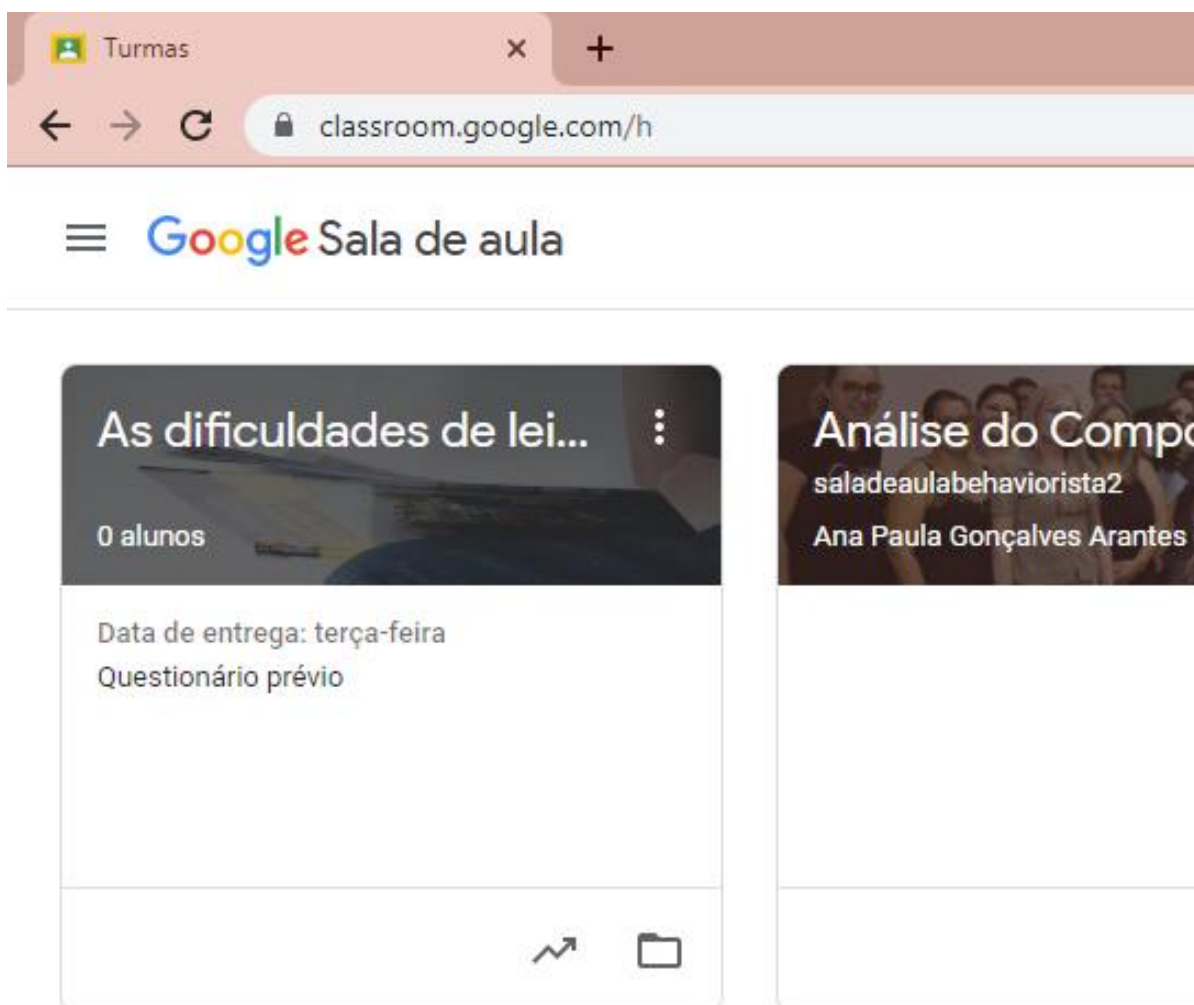 Turmas
classroom.google.com/h
Google Sala de aula
As dificuldades de lei...
0 alunos
Data de entrega: terça-feira
Questionário prévio
Análise do Compo
saladeaulabehaviorista2
Ana Paula Gonçalves Arantes